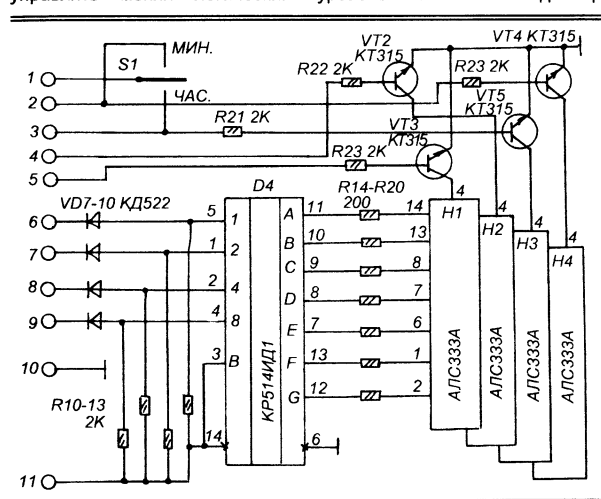 VT2
КТ315
VT4 КТ315
МИН.
S1
1
R22 2К
R23 2К
2
ЧАС.
VT5
КТ315
R21 2К
3
VT3
КТ315
4
R23 2К
5
D4
R14-R20
200
4
4
4
4
VD7-10 КД522
6
5
1
A
11
14
H1
H2
H3
H4
7
1
2
B
10
13
C
9
8
8
2
4
D
8
7
9
4
8
E
7
6
3
B
F
13
1
10
G
12
2
R10-13
2К
КР514ИД1
АЛС333А
АЛС333А
АЛС333А
АЛС333А
14
6
11